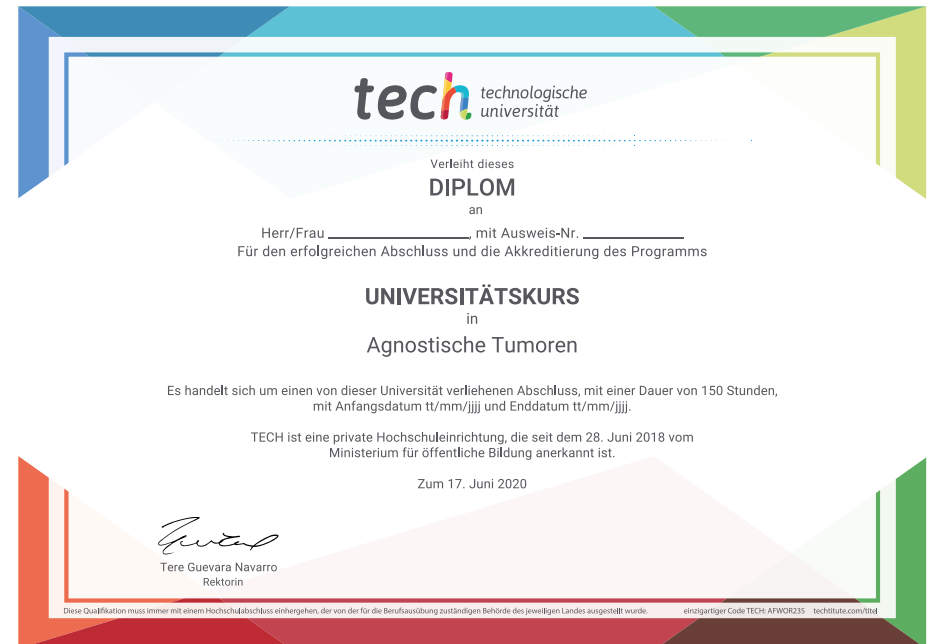 tech technologische
universität
Verleiht dieses
DIPLOM
an
Herr/Frau ____________, mit Ausweis-Nr. ____________
Für den erfolgreichen Abschluss und die Akkreditierung des Programms
UNIVERSITÄTSKURS
in
Agnostische Tumoren
Es handelt sich um einen von dieser Universität verliehenen Abschluss, mit einer Dauer von 150 Stunden,
mit Anfangsdatum tt/mm/jjjj und Enddatum tt/mm/jjjj.
TECH ist eine private Hochschuleinrichtung, die seit dem 28. Juni 2018 vom
Ministerium für öffentliche Bildung anerkannt ist.
Zum 17. Juni 2020
Tere Guevara Navarro
Rektorin
Diese Qualifikation muss immer mit einem Hochschulabschluss einhergehen, der von der für die Berufsausübung zuständigen Behörde des jeweiligen Landes ausgestellt wurde. einzigartiger Code TECH: AFWOR235 techtitute.com/titel